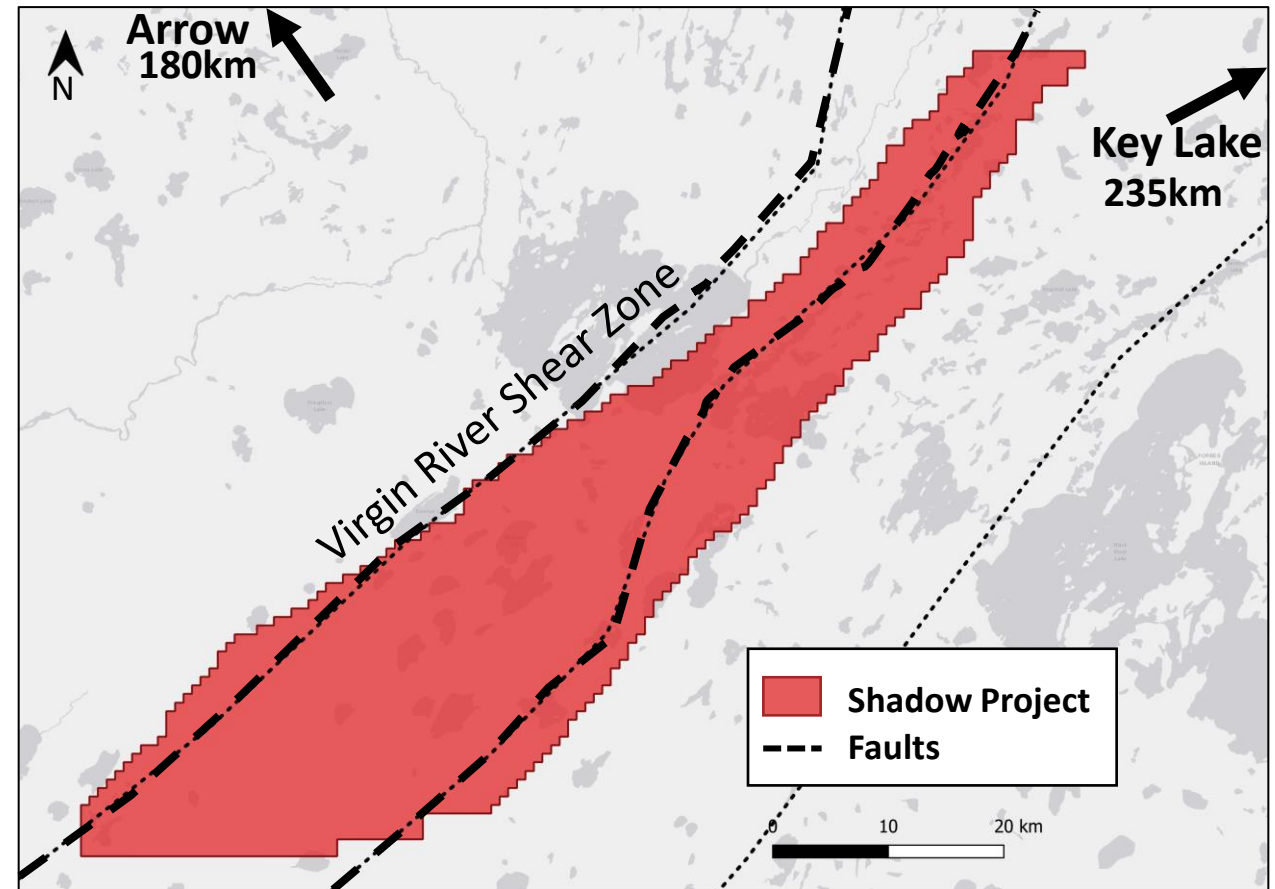 Arrow
180km
N
Key Lake
235km
Virgin River Shear Zone
Shadow Project
Faults
0 10 20 km